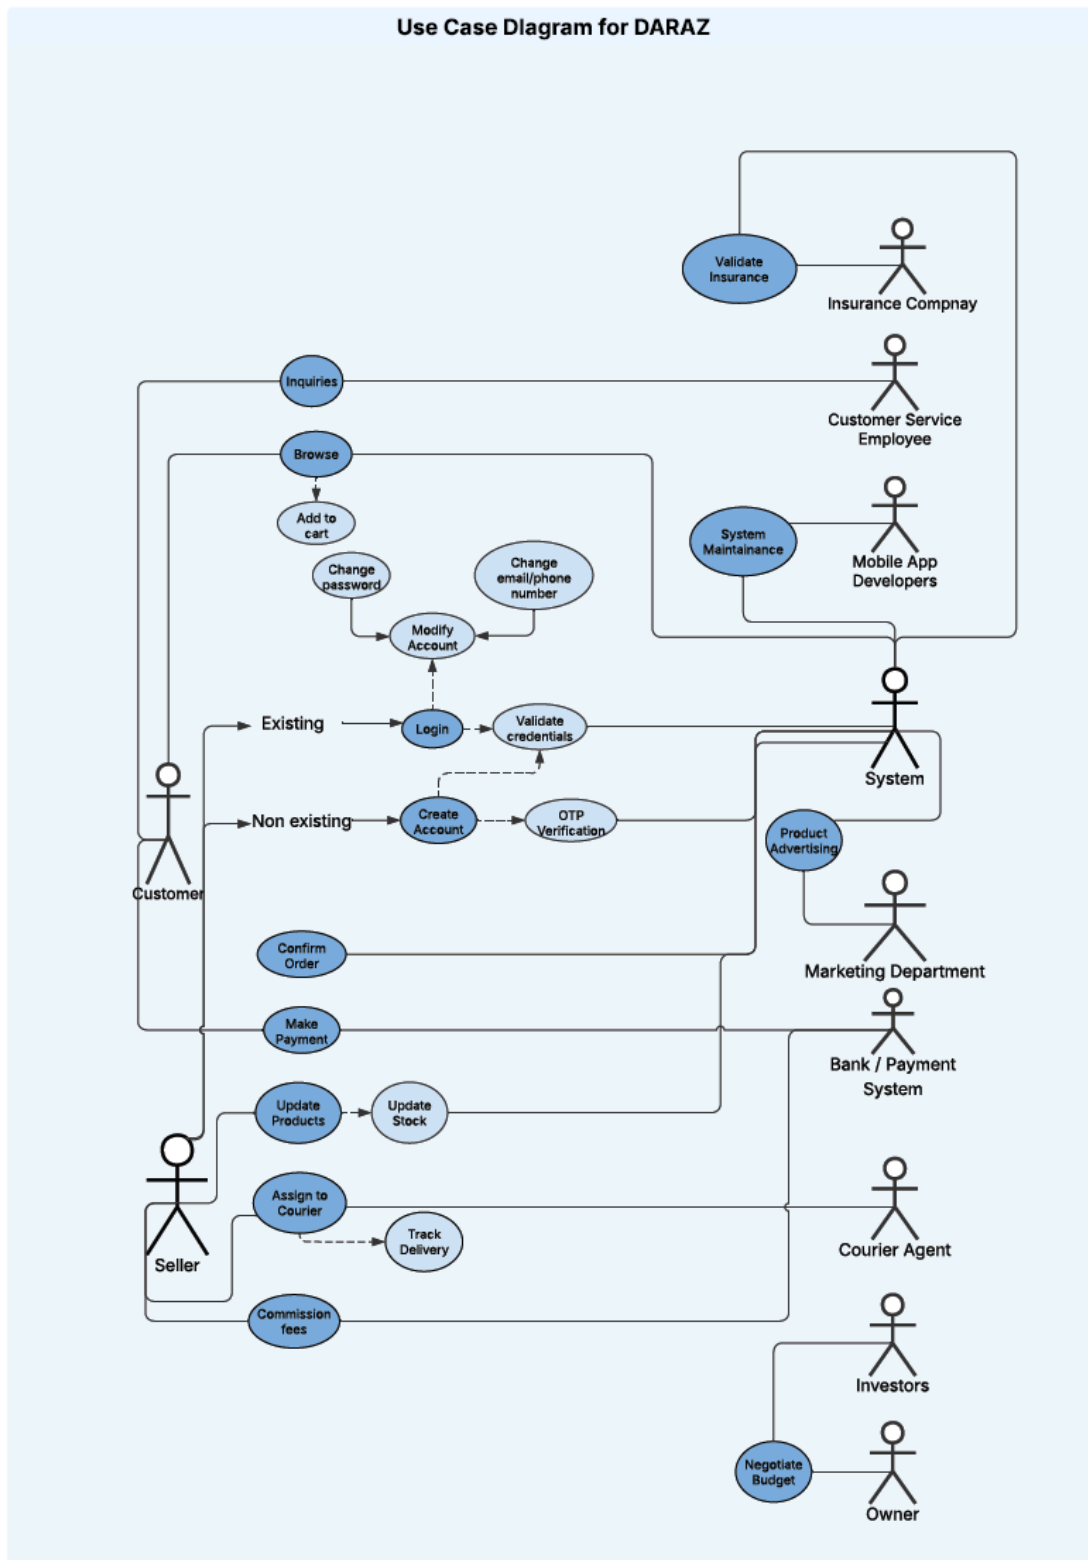 Use Case DIagram for DARAZ
Validate
Insurance
Insurance Compnay
Inquiries
Customer Service
Employee
Browse
Add to
cart
System
Maintainance
Mobile App
Developers
Change
password
Change
email/phone
number
Modify
Account
Existing
Login
Validate
credentials
System
Non existing
Create
Account
OTP
Verification
Product
Advertising
Customer
Confirm
Order
Marketing Department
Make
Payment
Bank / Payment
System
Update
Products
Update
Stock
Seller
Assign to
Courier
Track
Delivery
Courier Agent
Commission
fees
Investors
Negotiate
Budget
Owner